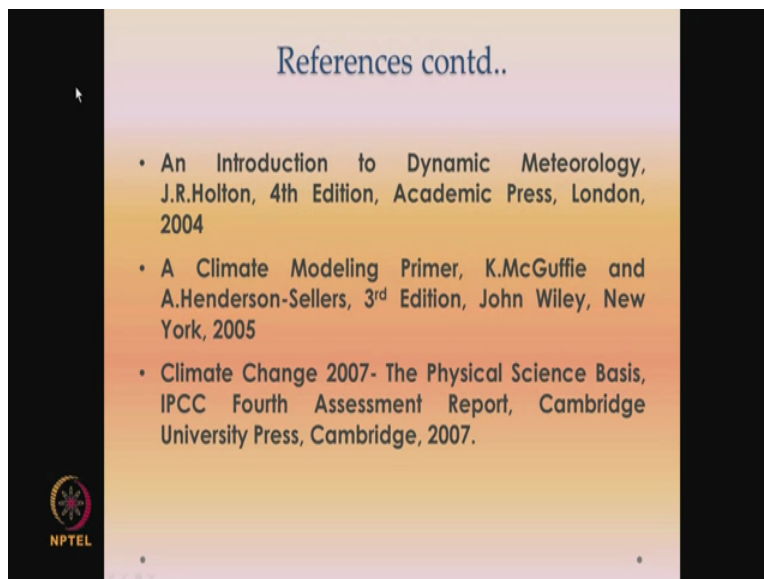 References contd..
• An Introduction to Dynamic Meteorology,
J.R.Holton, 4th Edition, Academic Press, London,
2004
• A Climate Modeling Primer, K.McGuffie and
A.Henderson-Sellers, 3rd Edition, John Wiley, New
York, 2005
• Climate Change 2007- The Physical Science Basis,
IPCC Fourth Assessment Report, Cambridge
University Press, Cambridge, 2007.
NPTEL